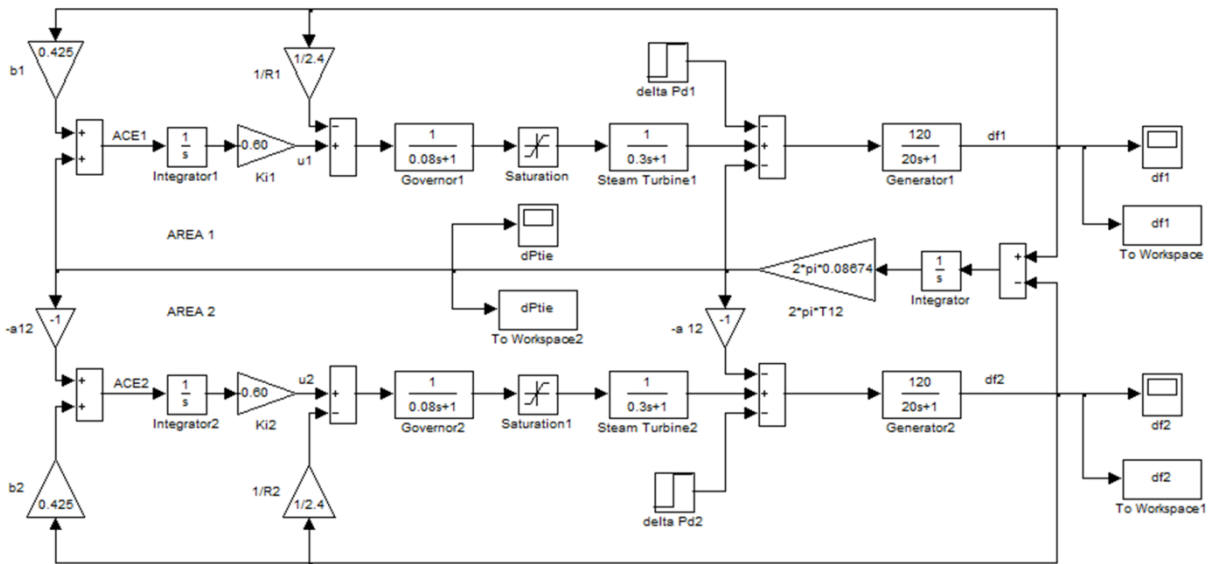 0.425
b1
1/2.4
1/R1
delta Pd1
+
+
ACE1
1
s
Integrator1
0.60
Ki1
u1
−
+
1
0.08s+1
Governor1
Saturation
1
0.3s+1
Steam Turbine1
−
+
−
120
20s+1
Generator1
df1
df1
df1
To Workspace
AREA 1
dPtie
2*pi*0.08674
2*pi*T12
1
s
Integrator
+
−
AREA 2
dPtie
To Workspace2
-1
-a12
-1
-a 12
+
+
ACE2
1
s
Integrator2
0.60
Ki2
u2
+
−
1
0.08s+1
Governor2
Saturation1
1
0.3s+1
Steam Turbine2
−
+
−
120
20s+1
Generator2
df2
df2
df2
To Workspace1
b2
0.425
1/R2
1/2.4
delta Pd2